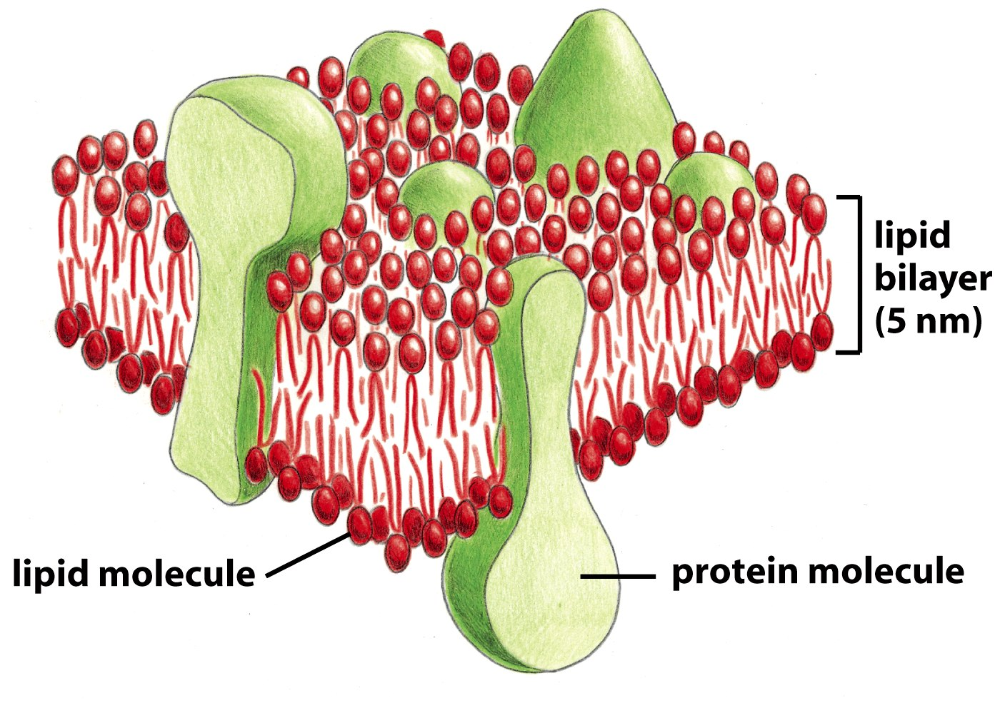 lipid
bilayer
(5 nm)
lipid molecule
protein molecule